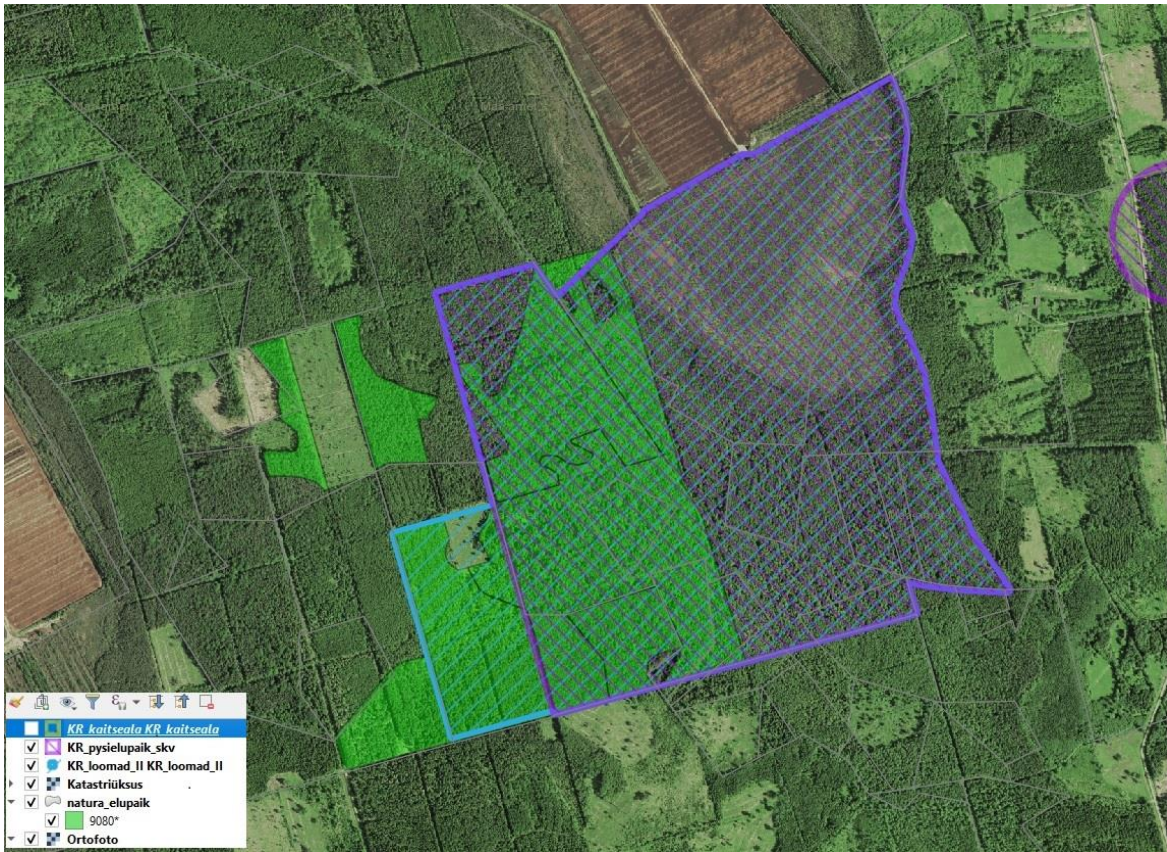 KR_kaitseala KR_kaitseala
KR_pysielupaik_skv
KR_loomad_II KR_loomad_II
Katastriüksus
natura_elupaik
9080*
Ortofoto